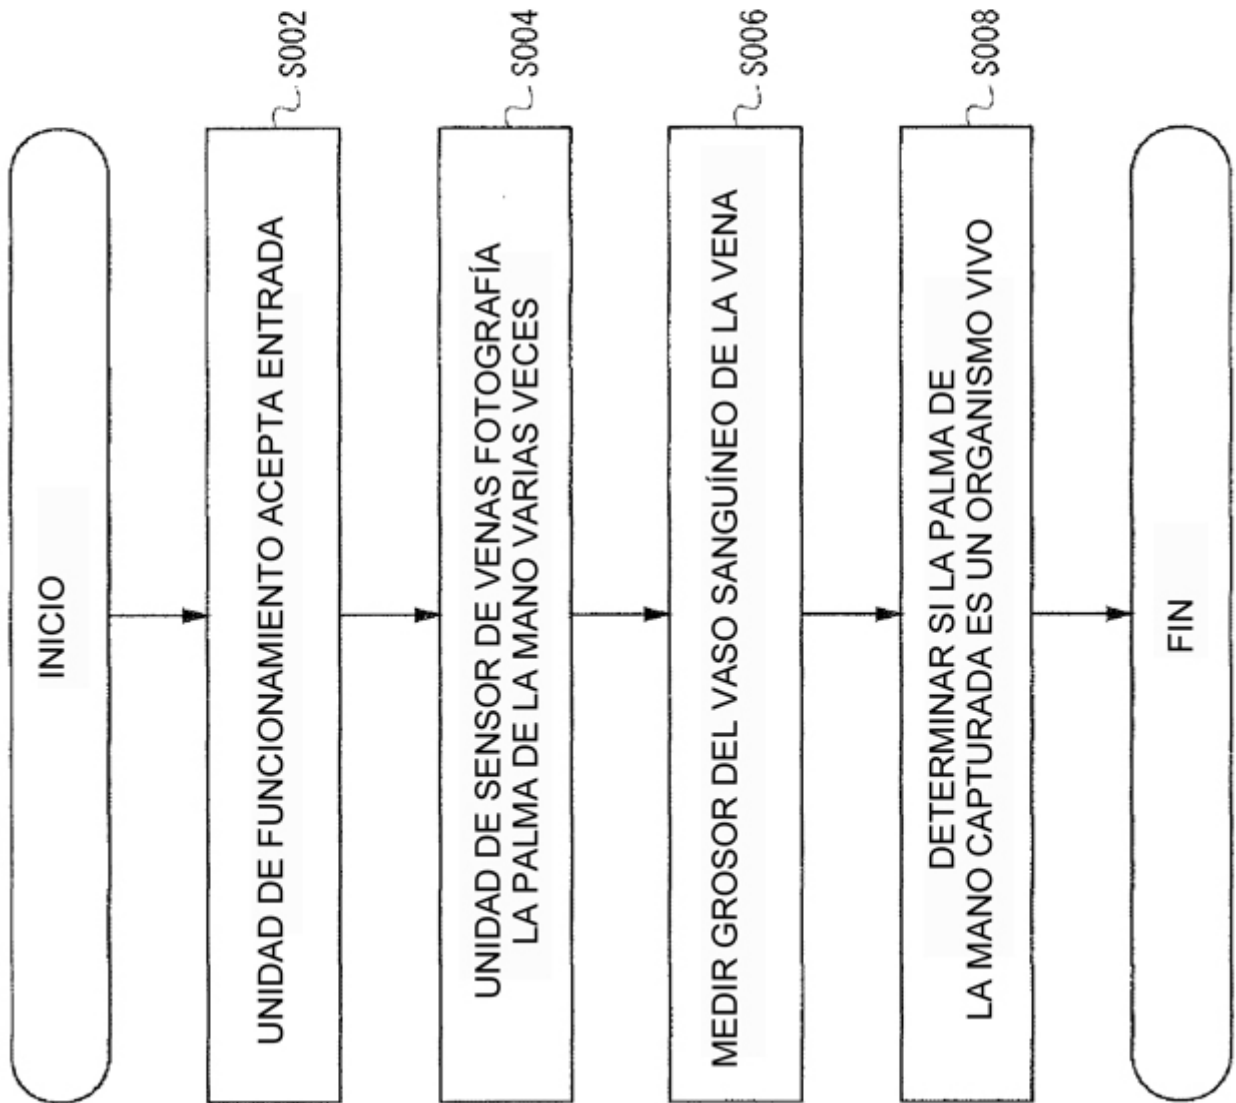 INICIO
UNIDAD DE FUNCIONAMIENTO ACEPTA ENTRADA
S002
UNIDAD DE SENSOR DE VENAS FOTOGRAFÍA
LA PALMA DE LA MANO VARIAS VECES
S004
MEDIR GROSOR DEL VASO SANGUÍNEO DE LA VENA
S006
DETERMINAR SI LA PALMA DE
LA MANO CAPTURADA ES UN ORGANISMO VIVO
S008
FIN